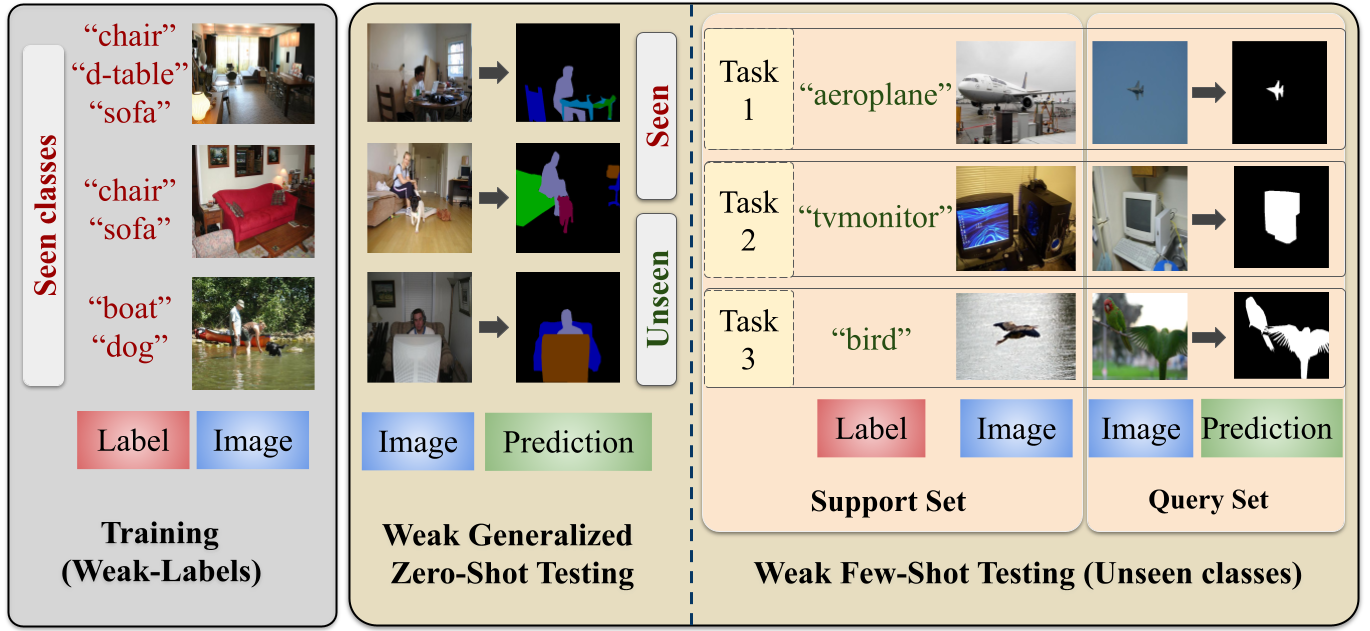 Seen classes
“chair”
“d-table”
“sofa”
“chair”
“sofa”
“boat”
“dog”
Label
Image
Training
(Weak-Labels)
Seen
Unseen
Image
Prediction
Weak Generalized
Zero-Shot Testing
Task
1
“aeroplane”
Task
2
“tvmonitor”
Task
3
“bird”
Label
Image
Image
Prediction
Support Set
Query Set
Weak Few-Shot Testing (Unseen classes)